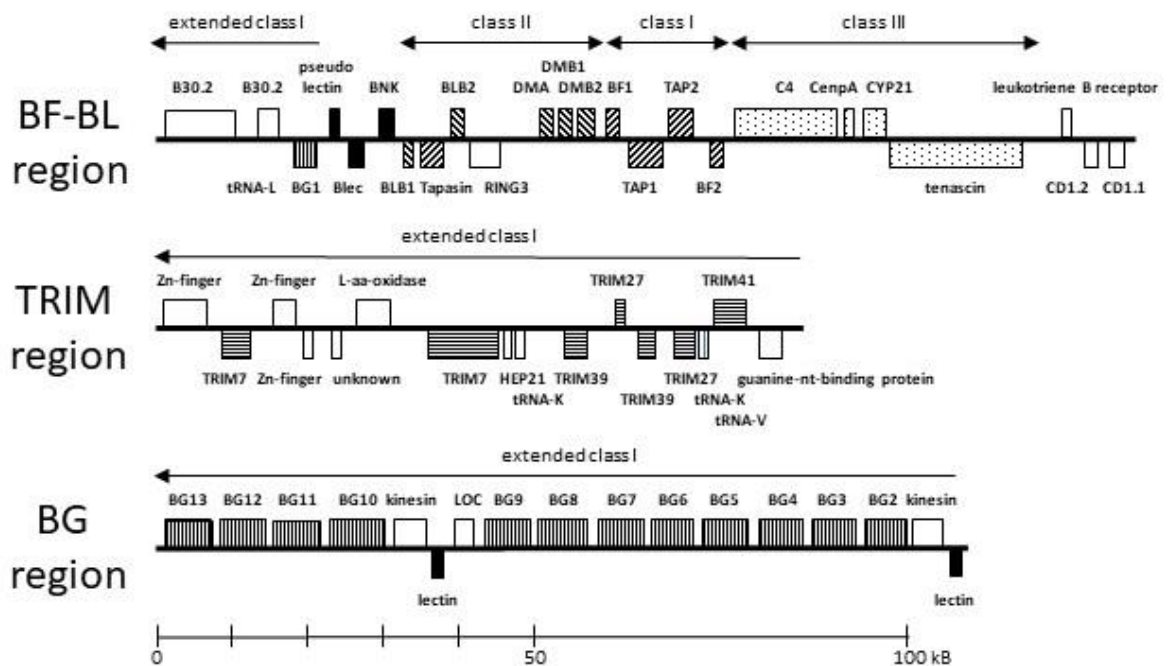 extended class I class II class I class III
pseudo DMB1
B30.2 B30.2 lectin BNK BLB2 DMA DMB2 BF1 TAP2 C4 CenpA CYP21 leukotriene B receptor
BF-BL
region
tRNA-L BG1 Blec BLB1 Tapasin RING3 TAP1 BF2 tenascin CD1.2 CD1.1
extended class I
Zn-finger Zn-finger L-aa-oxidase TRIM27 TRIM41
TRIM
region
TRIM7 Zn-finger unknown TRIM7 HEP21 TRIM39 TRIM27 guanine-nt-binding protein
tRNA-K TRIM39 tRNA-K
tRNA-V
extended class I
BG13 BG12 BG11 BG10 kinesin LOC BG9 BG8 BG7 BG6 BG5 BG4 BG3 BG2 kinesin
BG
region
lectin lectin
0 50 100 kB